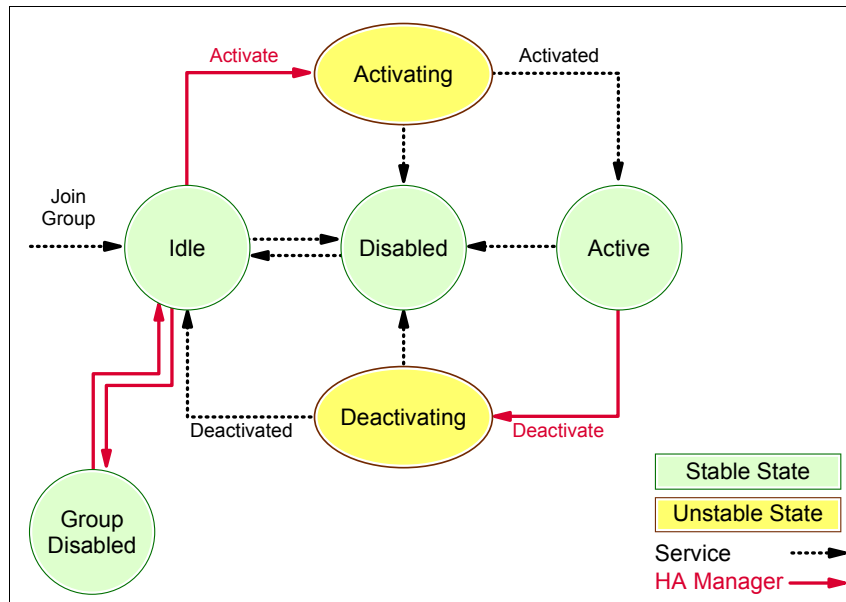 Activate
Activating
Activated
Join
Group
Idle
Disabled
Active
Deactivating
Deactivated
Deactivate
Group
Disabled
Stable State
Unstable State
Service
HA Manager